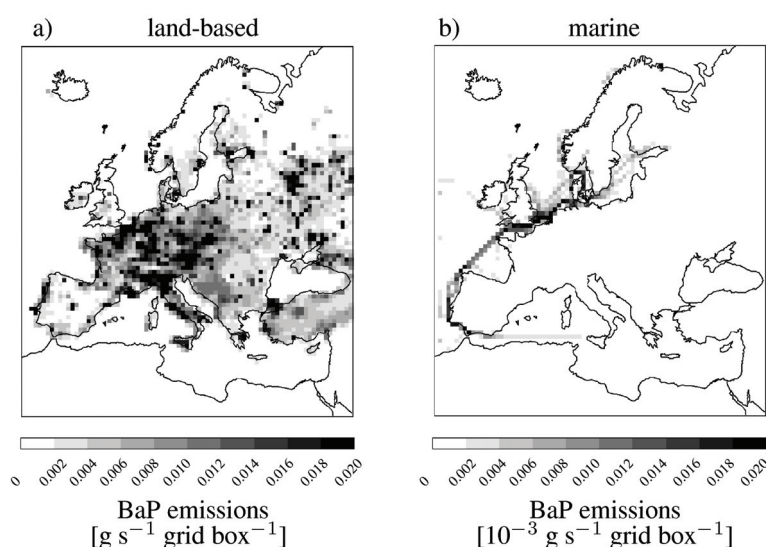 a) land-based
b) marine
0 0.002 0.004 0.006 0.008 0.010 0.012 0.014 0.016 0.018 0.020
BaP emissions
[g s⁻¹ grid box⁻¹]
0 0.002 0.004 0.006 0.008 0.010 0.012 0.014 0.016 0.018 0.020
BaP emissions
[10⁻³ g s⁻¹ grid box⁻¹]